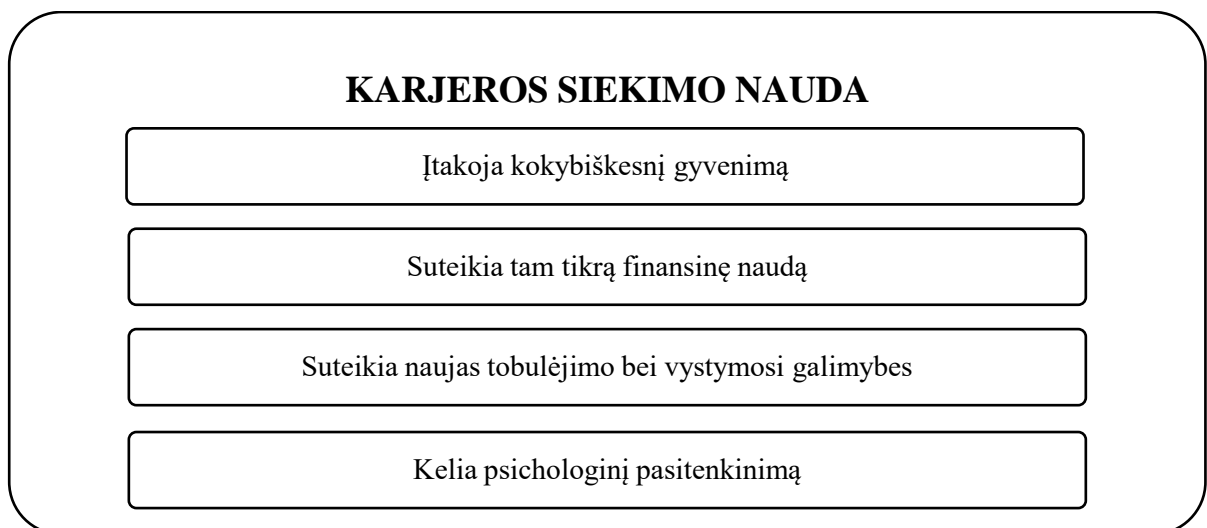 KARJEROS SIEKIMO NAUDA
Įtakoja kokybiškesnį gyvenimą
Suteikia tam tikrą finansinę naudą
Suteikia naujas tobulėjimo bei vystymosi galimybes
Kelia psichologinį pasitenkinimą